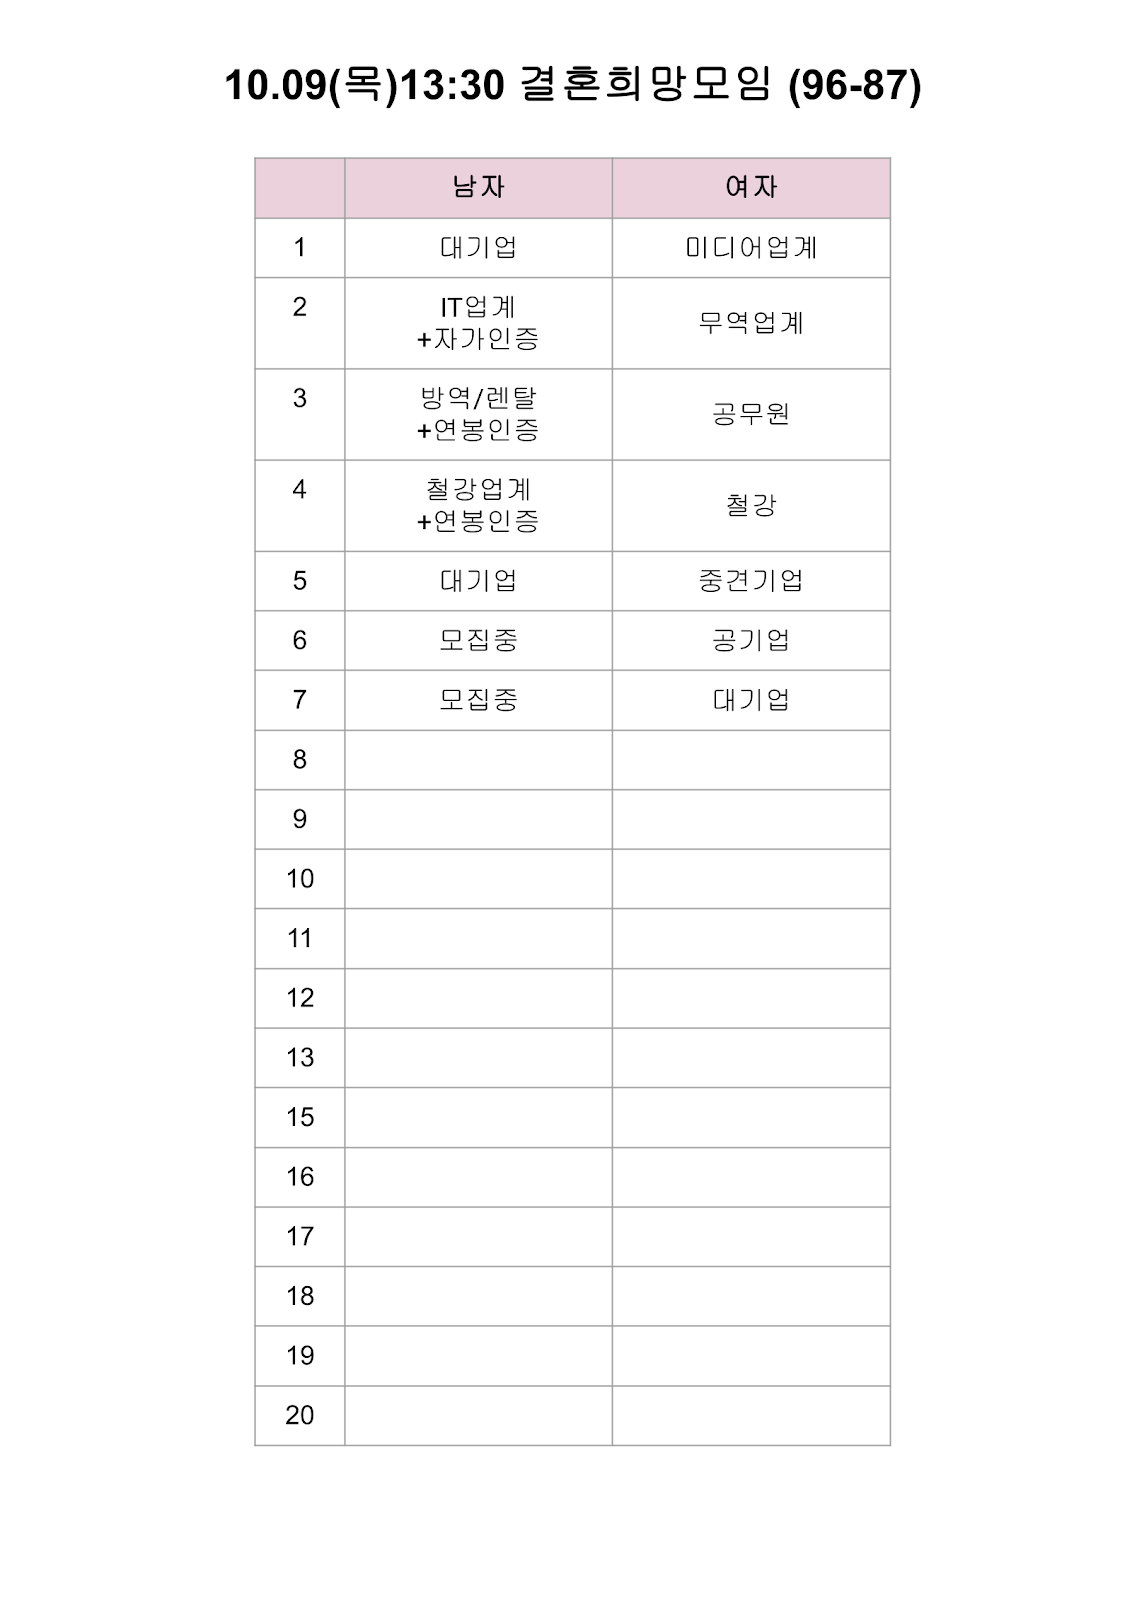 10.09(목)13:30 결혼희망모임 (96-87)
남자 여자
1 대기업 미디어업계
2 IT업계
+자가인증 무역업계
3 방역/렌탈
+연봉인증 공무원
4 철강업계
+연봉인증 철강
5 대기업 중견기업
6 모집중 공기업
7 모집중 대기업
8
9
10
11
12
13
15
16
17
18
19
20